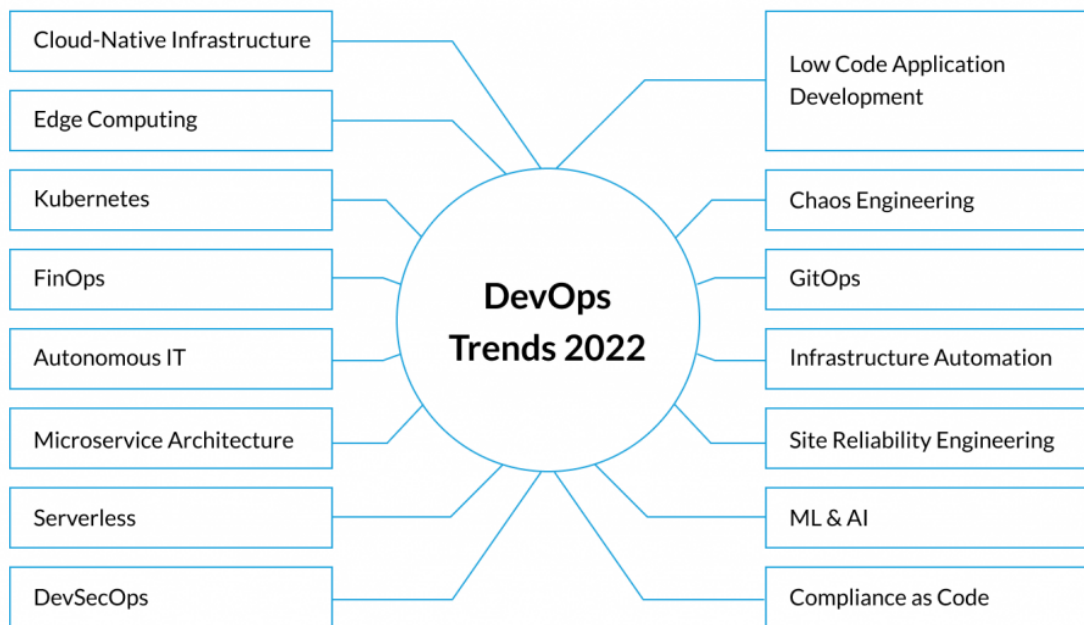 Cloud-Native Infrastructure
Edge Computing
Kubernetes
FinOps
Autonomous IT
Microservice Architecture
Serverless
DevSecOps
DevOps
Trends 2022
Low Code Application
Development
Chaos Engineering
GitOps
Infrastructure Automation
Site Reliability Engineering
ML & AI
Compliance as Code